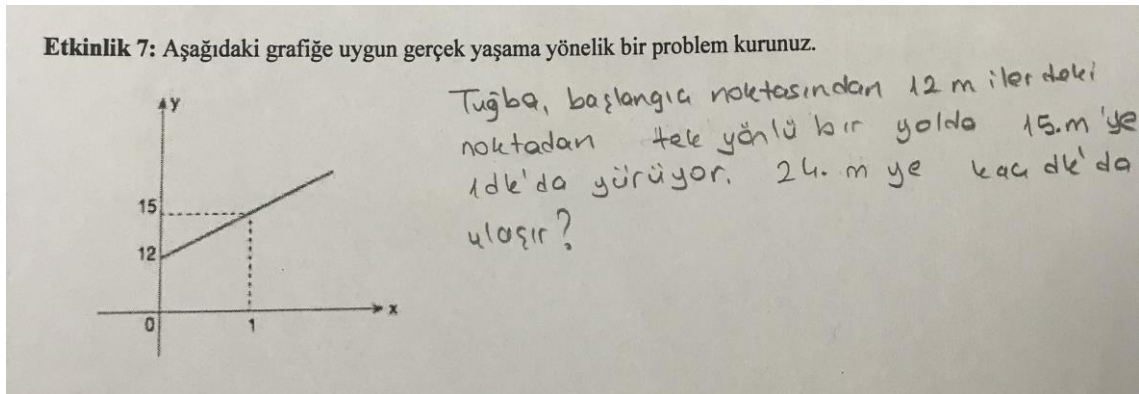 Etkinlik 7: Aşağıdaki grafiğe uygun gerçek yaşama yönelik bir problem kurunuz.
y
15
12
0
1
x
Tuğba, başlangıç noktasından 12 m ilerdeki
noktadan tek yönlü bir yolda 15.m'ye
1dk'da yürüyor. 24. m ye kaç dk'da
ulaşır?